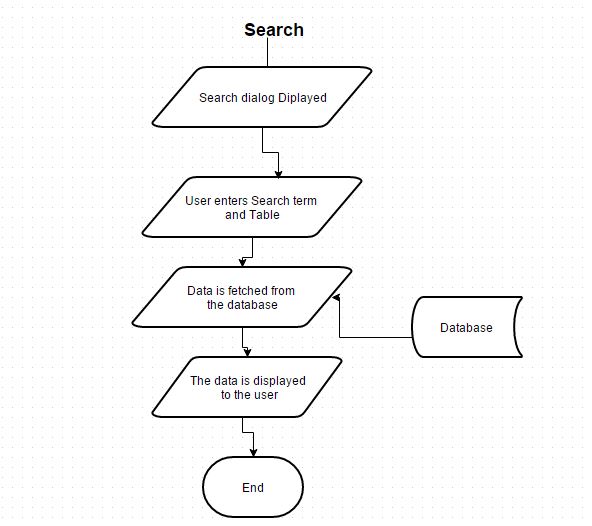 Search
Search dialog Diplayed
User enters Search term
and Table
Data is fetched from
the database
Database
The data is displayed
to the user
End